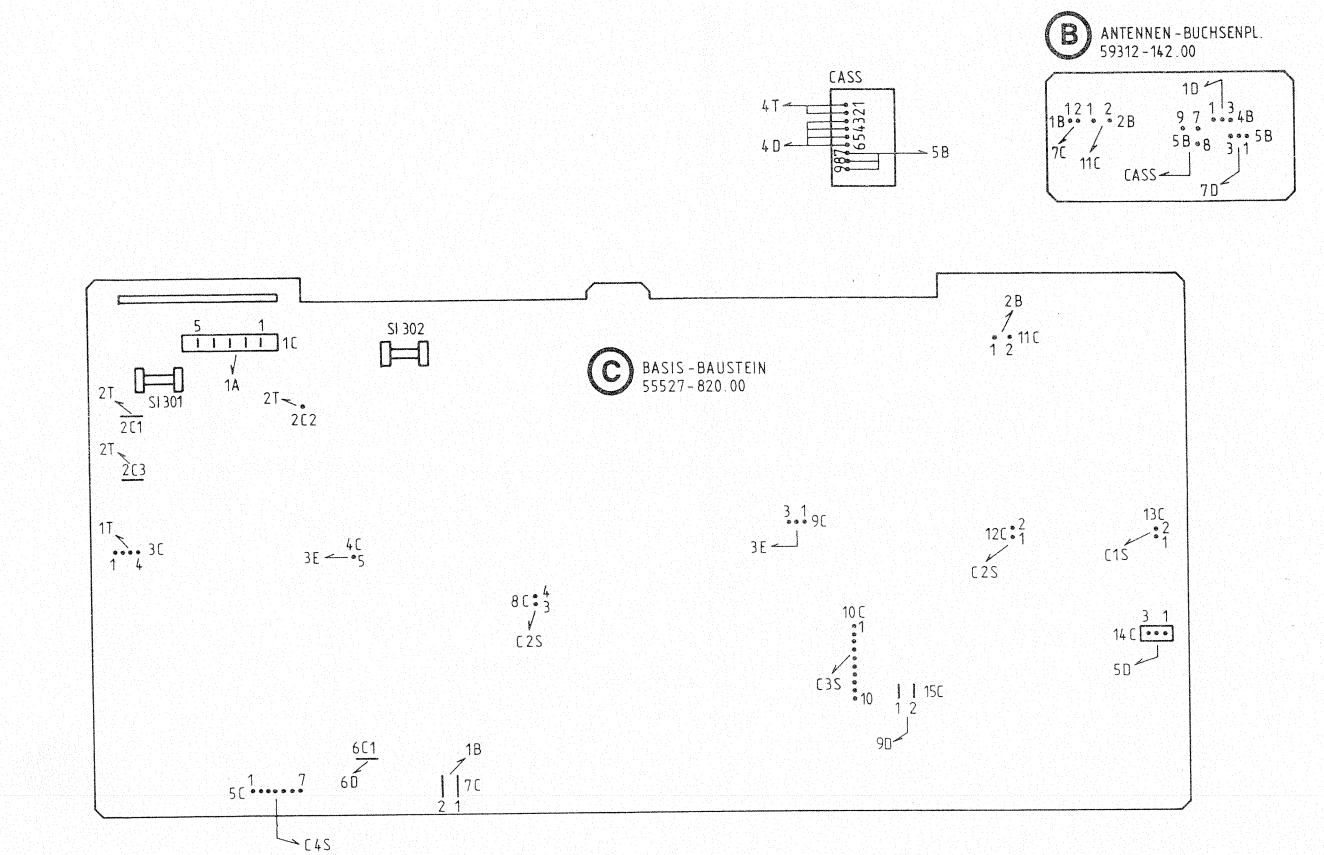 B ANTENNEN-BUCHSENPL.
59312-142.00
CASS
4T
4D
987654321
5B
1D
1B 1 2 1 2 2B
9 7 1 3 4B
5B 8 3 1 5B
7C
11C
CASS
7D
5 1
1C
1A
SI 301
SI 302
C BASIS-BAUSTEIN
55527-820.00
2B
1 2 11C
2T
2C1
2T
2C2
2T
2C3
1T
1 4 3C
3E
4C
5
3 1 9C
3E
12C 2
1
C2S
13C
2
1
C1S
8C 4
3
C2S
10C
1
10
C3S
3 1
14C
5D
1 2 15C
9D
6C1
6D
1B
7C
2 1
5C 1 7
C4S